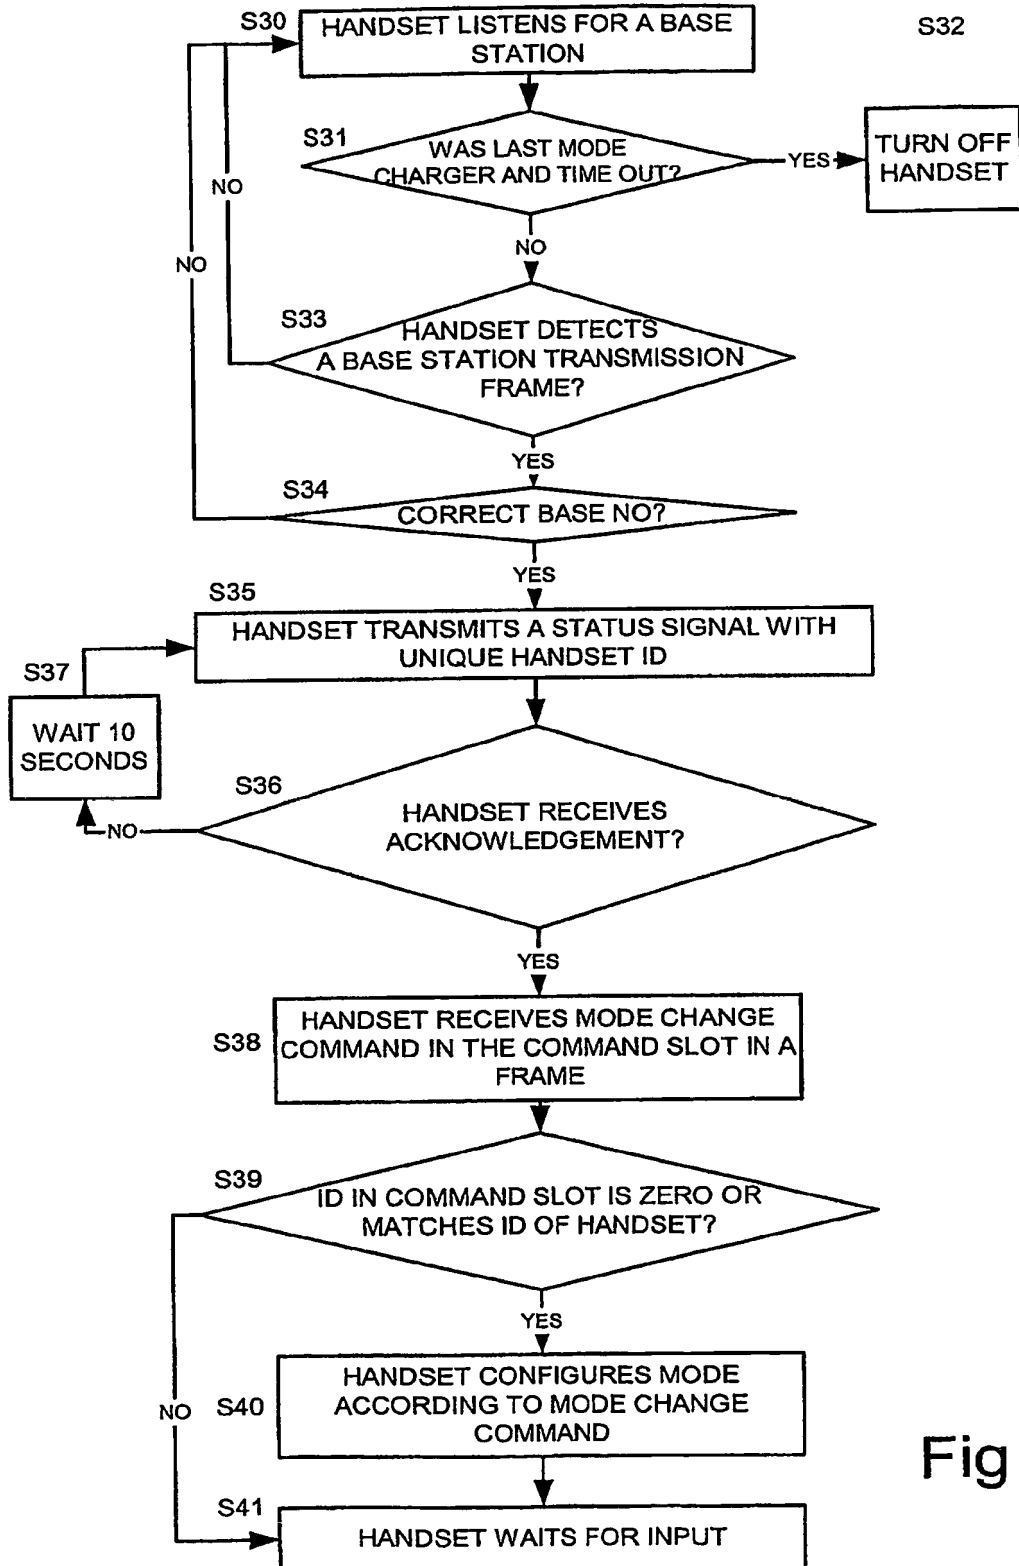 S30
HANDSET LISTENS FOR A BASE
STATION
S32
S31
WAS LAST MODE
CHARGER AND TIME OUT?
YES
TURN OFF
HANDSET
NO
NO
NO
S33
HANDSET DETECTS
A BASE STATION TRANSMISSION
FRAME?
YES
S34
CORRECT BASE NO?
YES
S35
HANDSET TRANSMITS A STATUS SIGNAL WITH
UNIQUE HANDSET ID
S37
WAIT 10
SECONDS
S36
HANDSET RECEIVES
ACKNOWLEDGEMENT?
NO
YES
S38
HANDSET RECEIVES MODE CHANGE
COMMAND IN THE COMMAND SLOT IN A
FRAME
S39
ID IN COMMAND SLOT IS ZERO OR
MATCHES ID OF HANDSET?
YES
NO
S40
HANDSET CONFIGURES MODE
ACCORDING TO MODE CHANGE
COMMAND
Fig
S41
HANDSET WAITS FOR INPUT